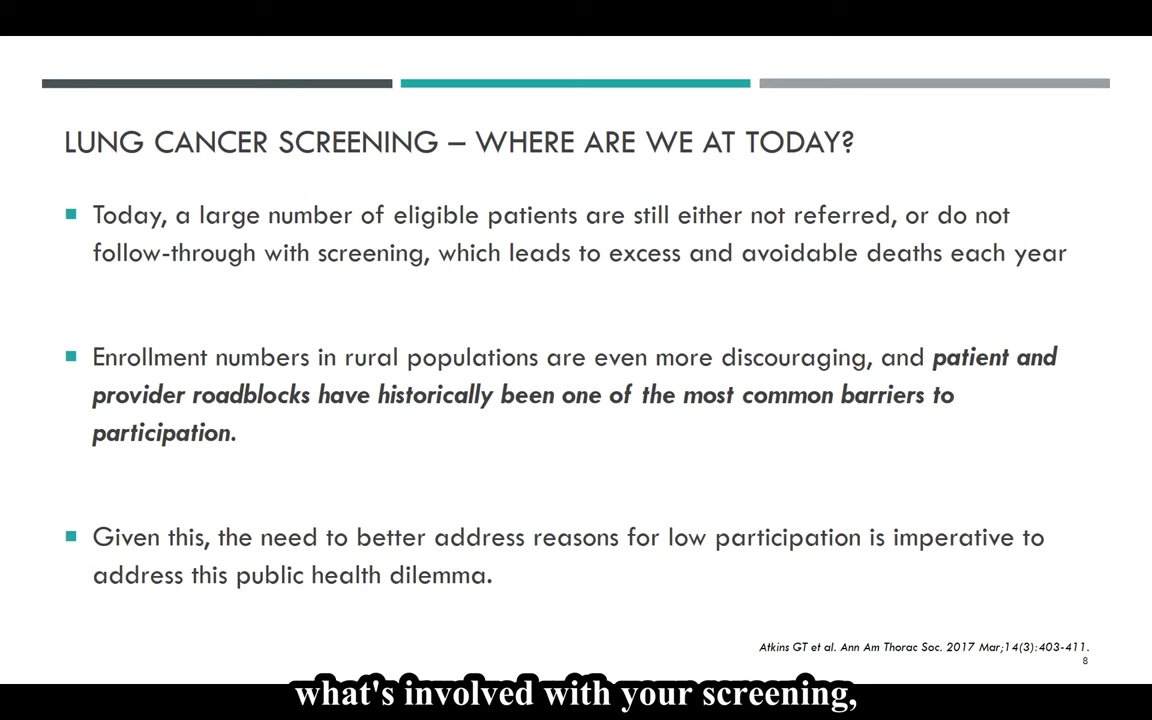 LUNG CANCER SCREENING – WHERE ARE WE AT TODAY?
Today, a large number of eligible patients are still either not referred, or do not
follow-through with screening, which leads to excess and avoidable deaths each year
Enrollment numbers in rural populations are even more discouraging, and patient and
provider roadblocks have historically been one of the most common barriers to
participation.
Given this, the need to better address reasons for low participation is imperative to
address this public health dilemma.
Atkins GT et al. Ann Am Thorac Soc. 2017 Mar;14(3):403-411.
8
what's involved with your screening,